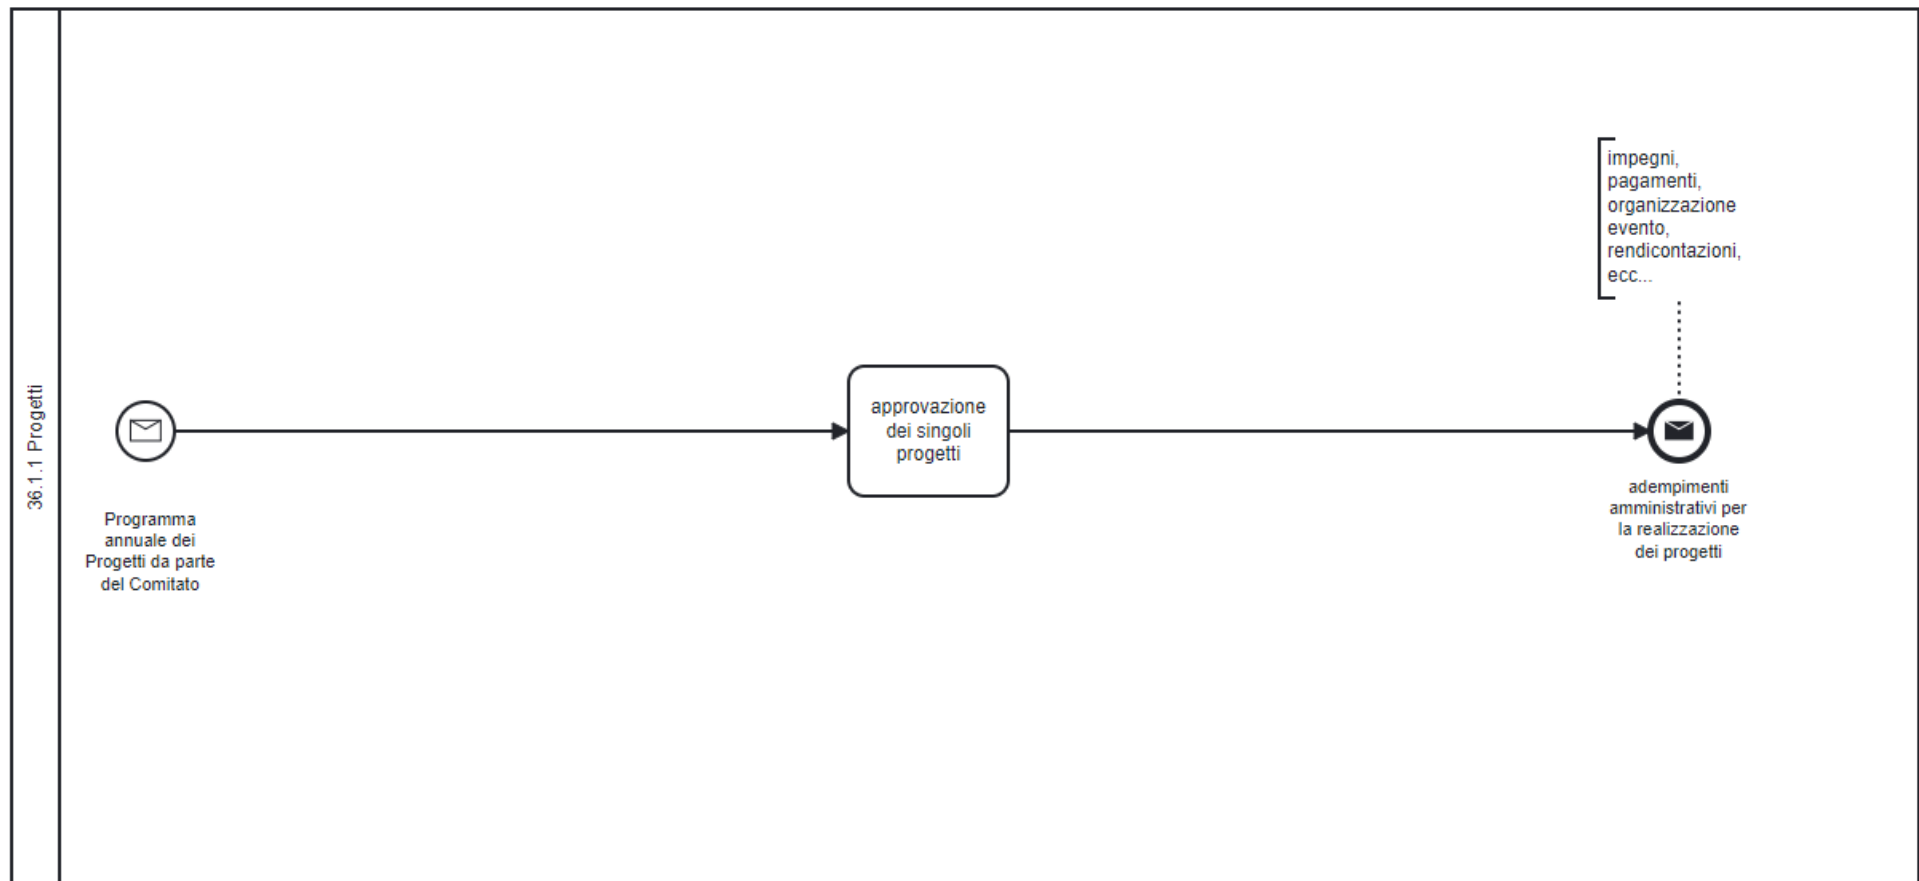 36.1.1 Progetti
Programma
annuale dei
Progetti da parte
del Comitato
approvazione
dei singoli
progetti
impegni,
pagamenti,
organizzazione
evento,
rendicontazioni,
ecc...
adempimenti
amministrativi per
la realizzazione
dei progetti